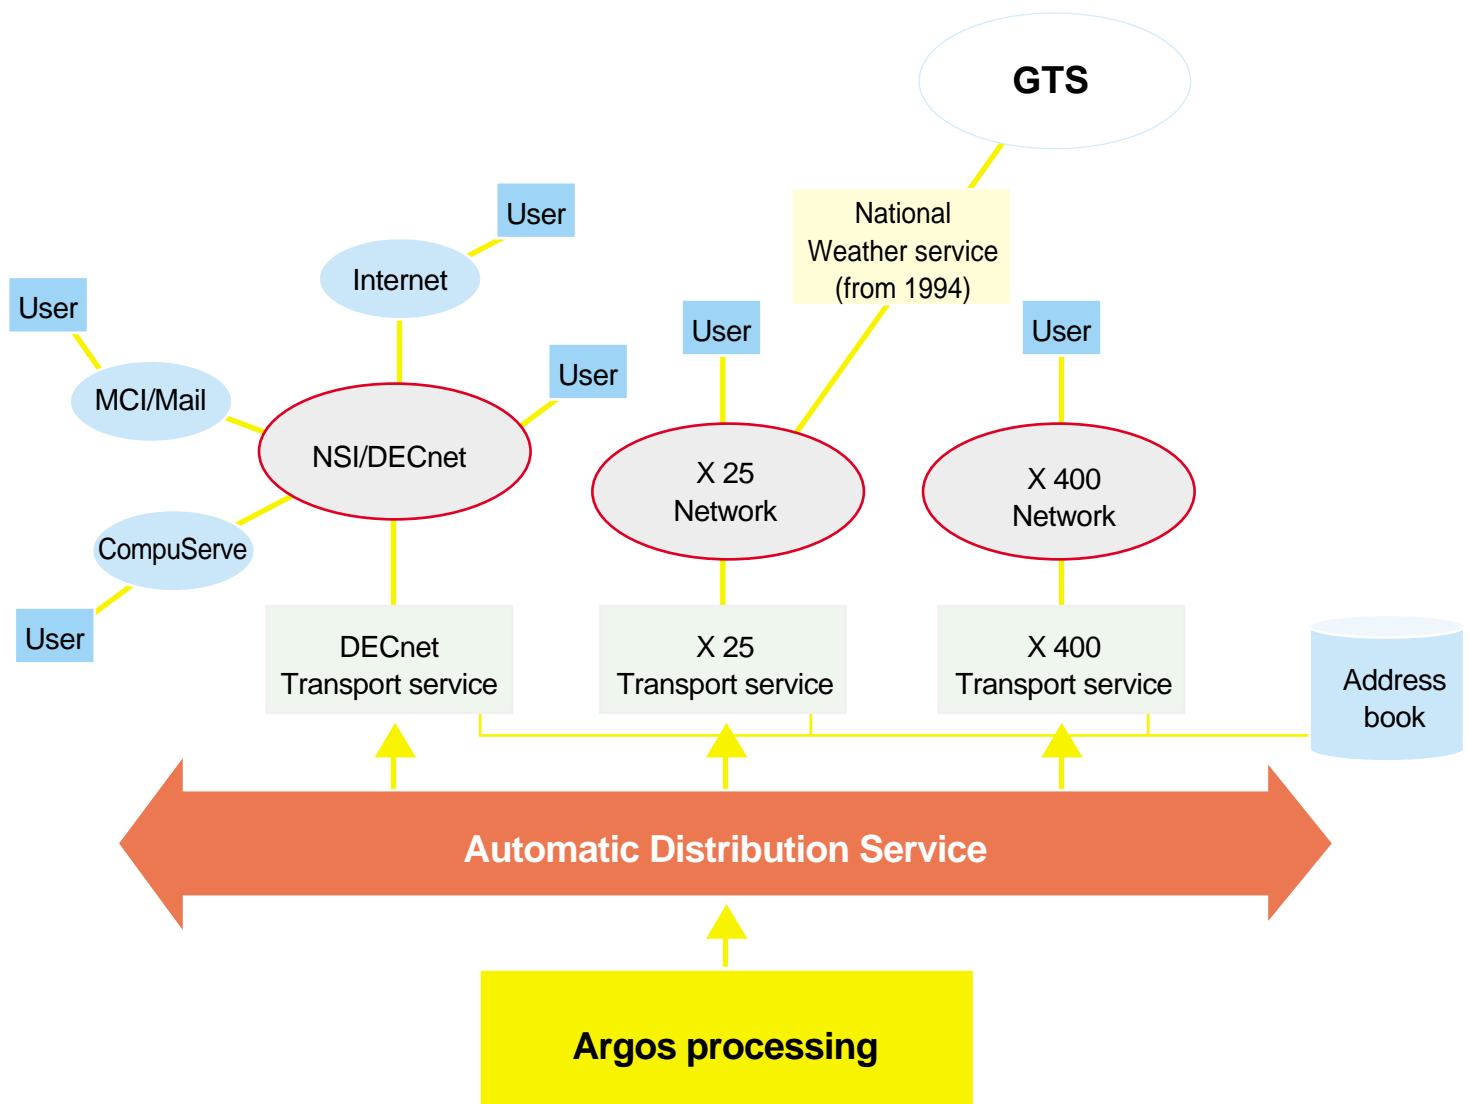 GTS
User
National
Weather service
(from 1994)
Internet
User
User
User
User
MCI/Mail
NSI/DECnet
X 25
Network
X 400
Network
CompuServe
User
DECnet
Transport service
X 25
Transport service
X 400
Transport service
Address
book
Automatic Distribution Service
Argos processing